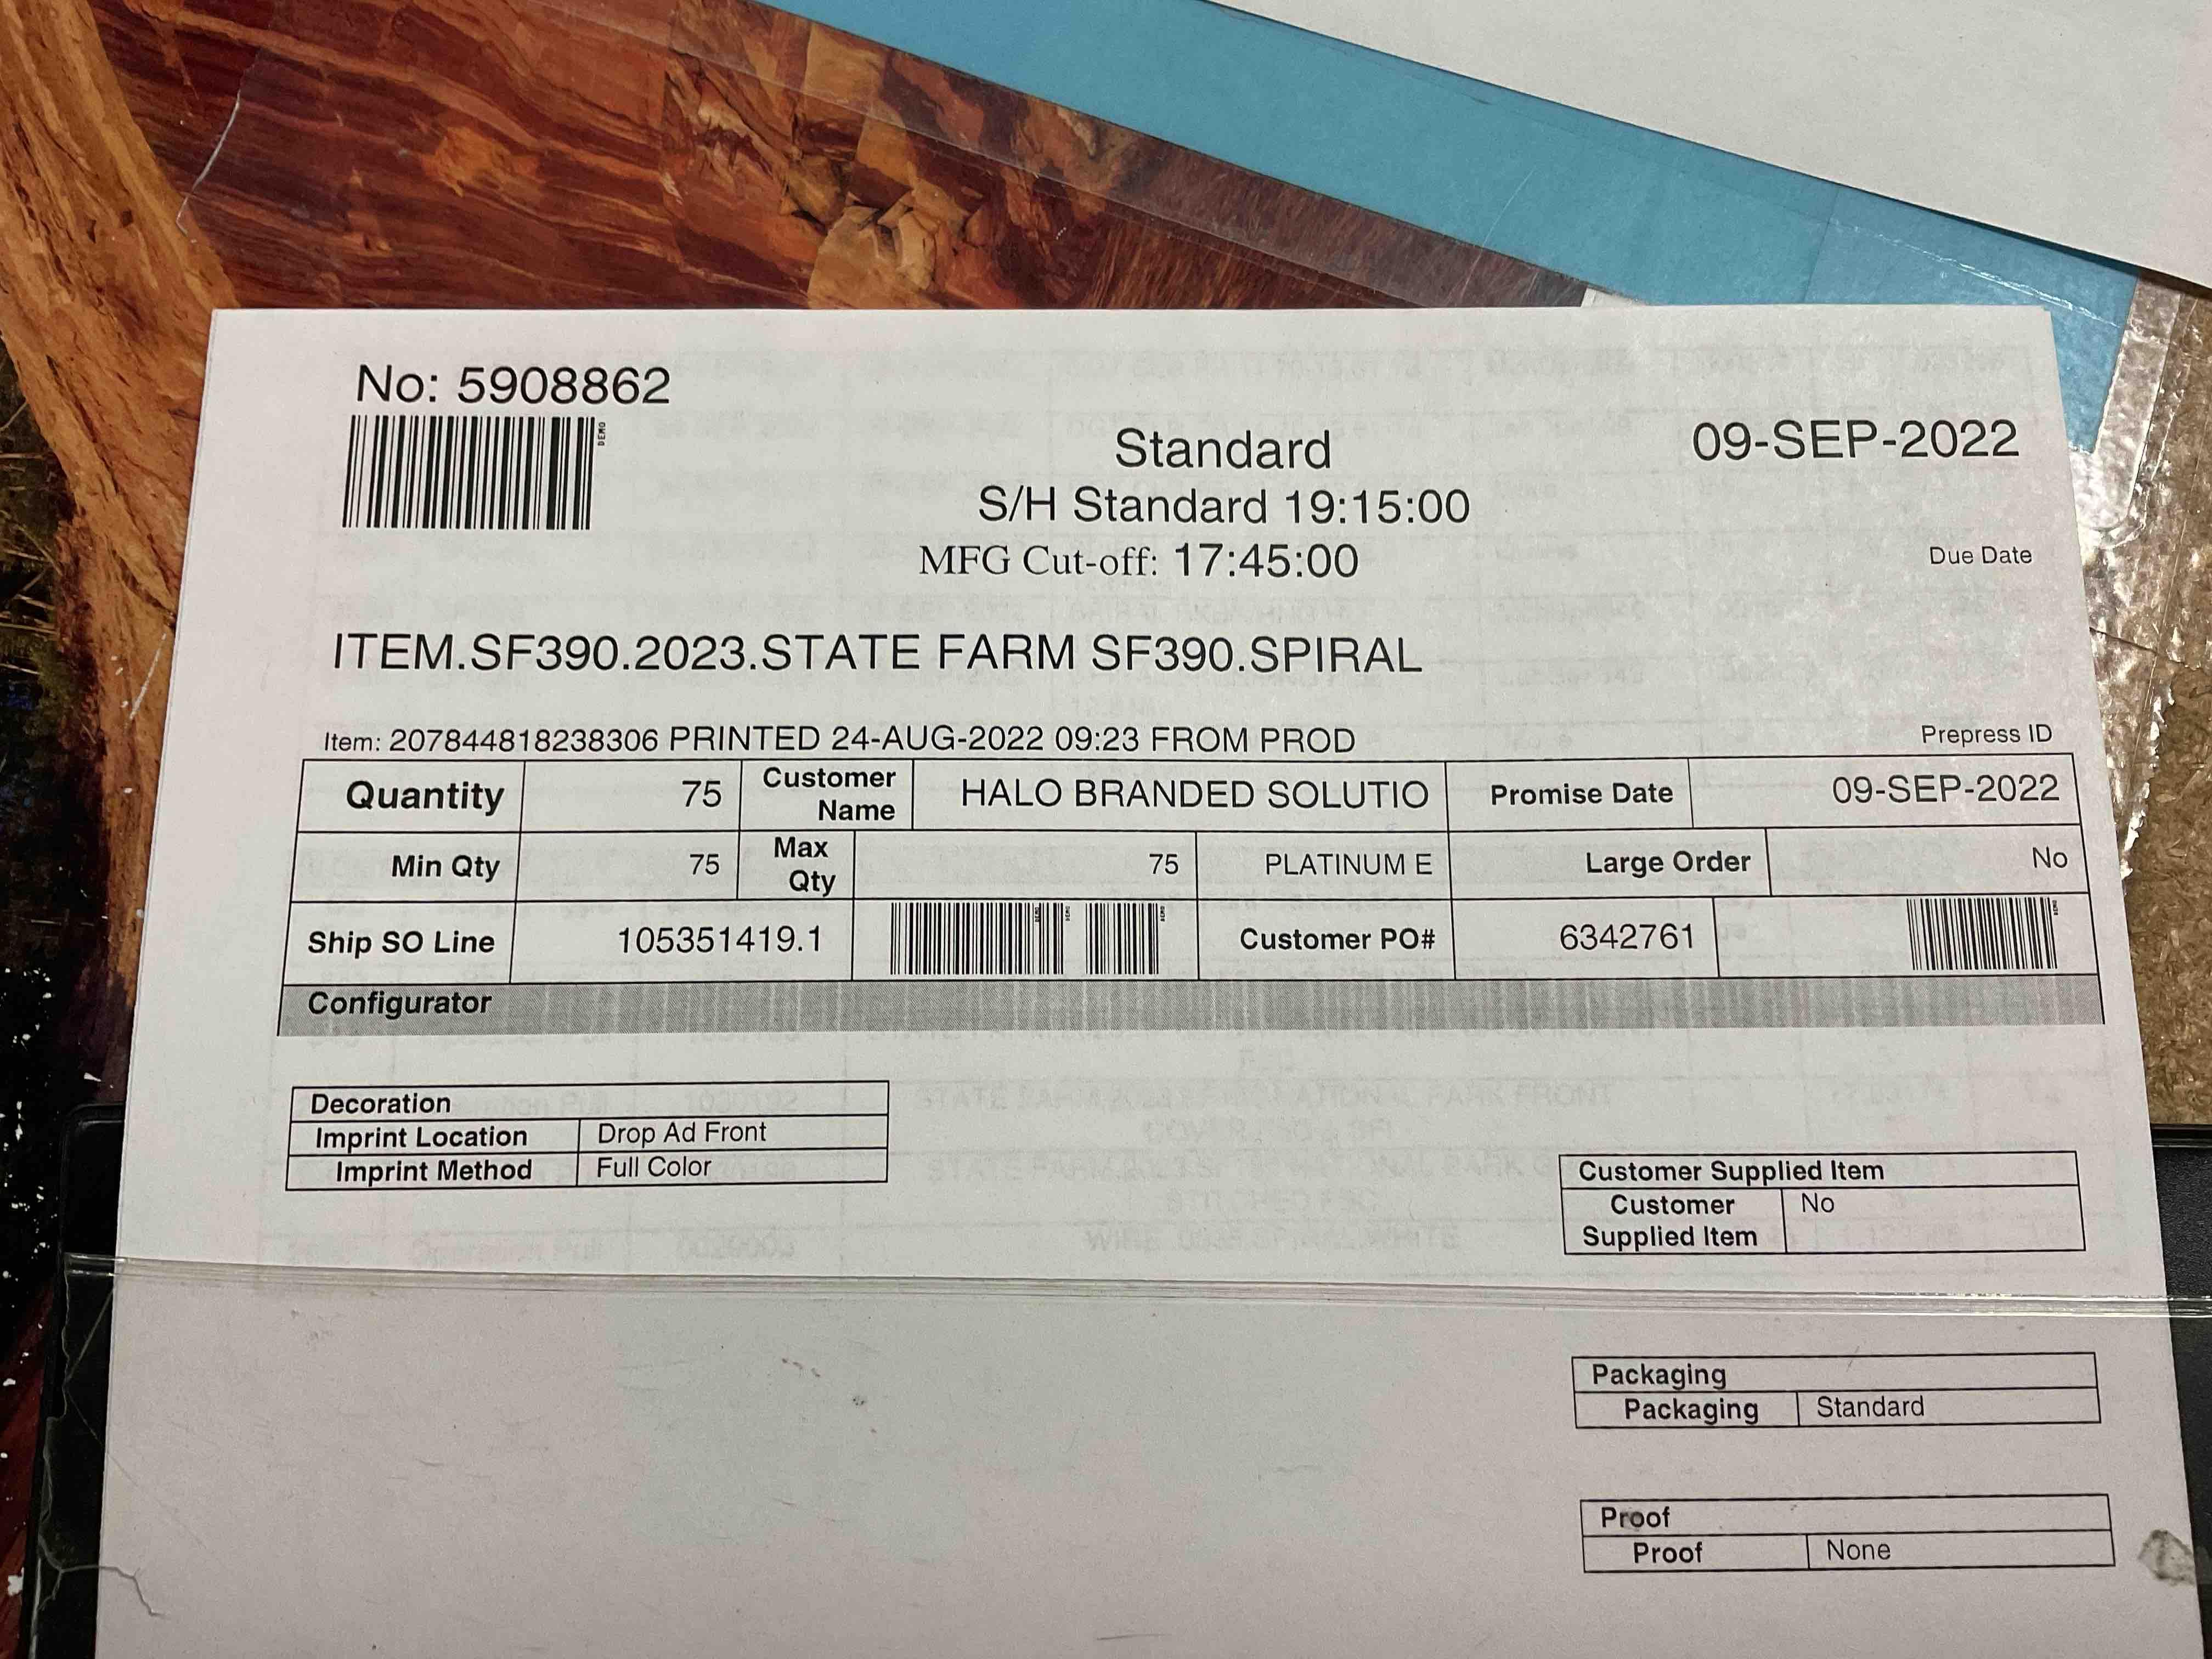 No: 5908862
DEMO
Standard
09-SEP-2022
S/H Standard 19:15:00
MFG Cut-off: 17:45:00
Due Date
ITEM.SF390.2023.STATE FARM SF390.SPIRAL
Item: 207844818238306 PRINTED 24-AUG-2022 09:23 FROM PROD
Prepress ID
Quantity 75 Customer Name HALO BRANDED SOLUTIO Promise Date 09-SEP-2022
Min Qty 75 Max Qty 75 PLATINUM E Large Order No
Ship SO Line 105351419.1 Customer PO# 6342761
Configurator
Decoration
Imprint Location Drop Ad Front
Imprint Method Full Color
Customer Supplied Item
Customer Supplied Item No
Packaging
Packaging Standard
Proof
Proof None